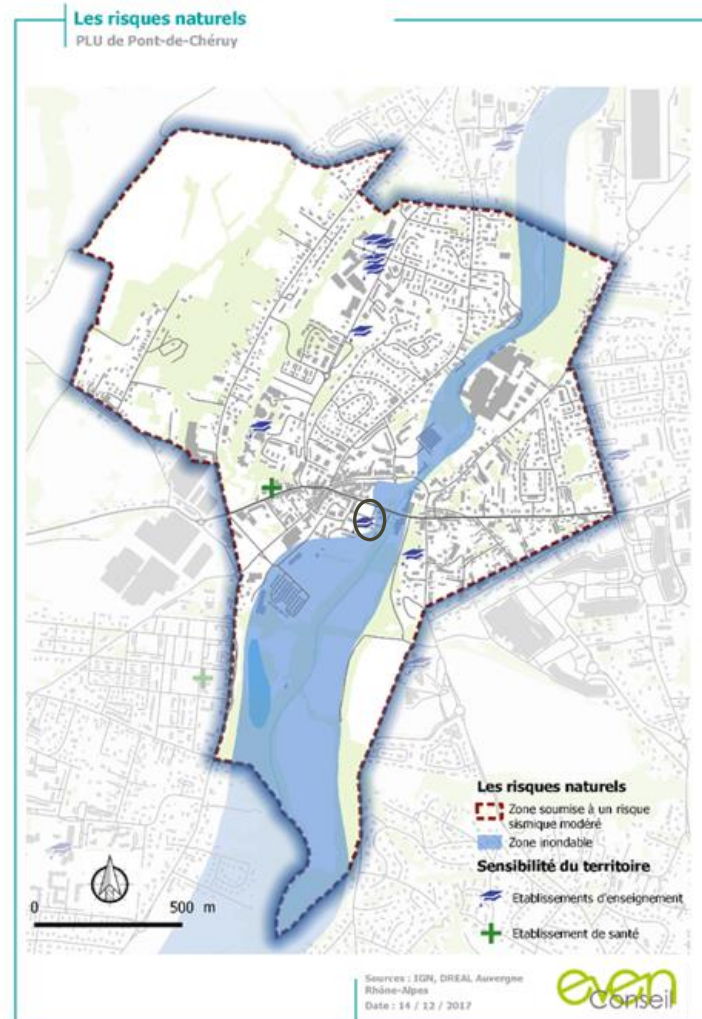 Les risques naturels
PLU de Pont-de-Chéruy
Les risques naturels
Zone soumise à un risque
sismique modéré
Zone inondable
Sensibilité du territoire
Etablissements d'enseignement
Etablissement de santé
0 500 m
Sources : IGN, DREAL Auvergne
Rhône-Alpes
Date : 14 / 12 / 2017
even
Conseil